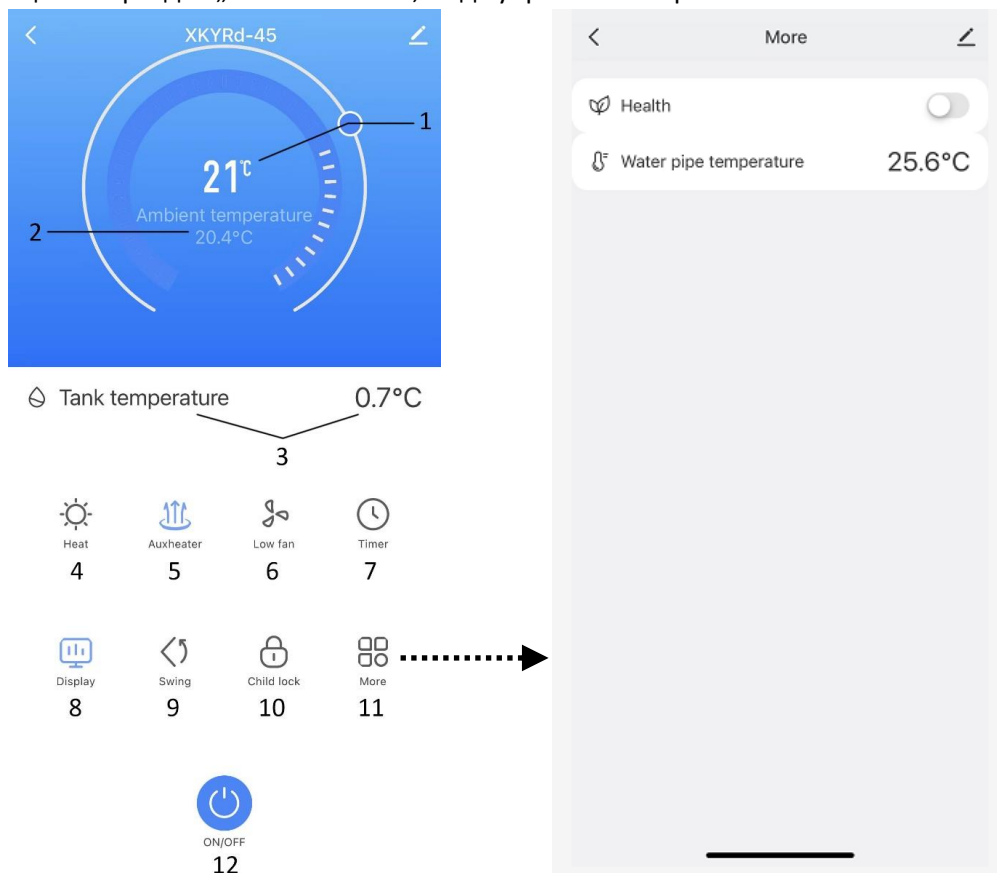 XKYRd-45
1
21℃
Ambient temperature
2
20.4°C
Tank temperature 0.7°C
3
Heat Auxheater Low fan Timer
4 5 6 7
Display Swing Child lock More
8 9 10 11
ON/OFF
12
More
Health
Water pipe temperature 25.6°C